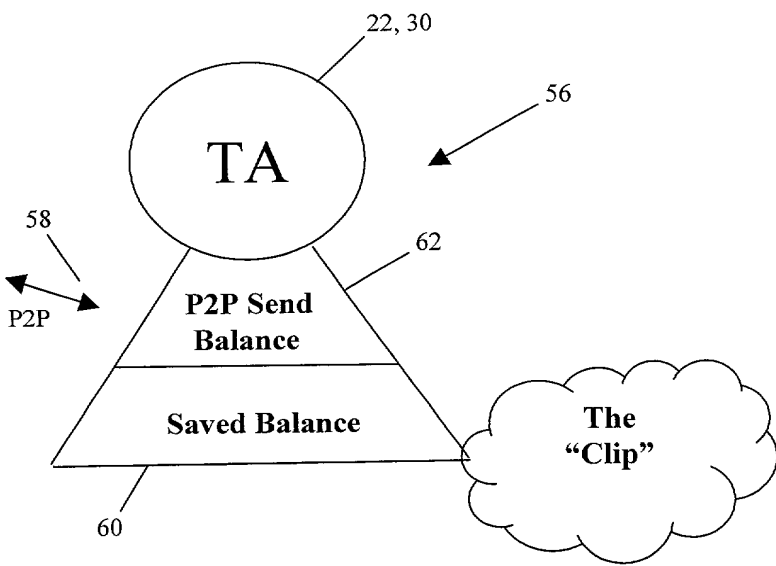 22, 30
56
TA
58
62
P2P
P2P Send
Balance
Saved Balance
The
“Clip”
60